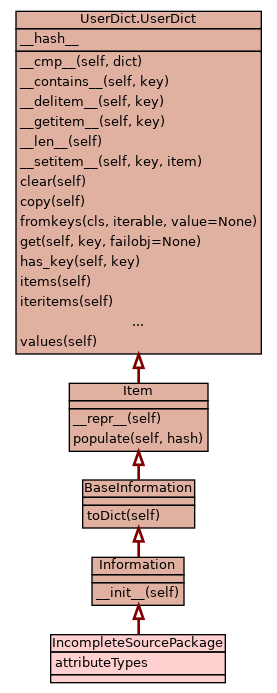 UserDict.UserDict
__hash__
__cmp__(self, dict)
__contains__(self, key)
__delitem__(self, key)
__getitem__(self, key)
__len__(self)
__setitem__(self, key, item)
clear(self)
copy(self)
fromkeys(cls, iterable, value=None)
get(self, key, failobj=None)
has_key(self, key)
items(self)
iteritems(self)
...
values(self)
Item
__repr__(self)
populate(self, hash)
BaseInformation
toDict(self)
Information
__init__(self)
IncompleteSourcePackage
attributeTypes